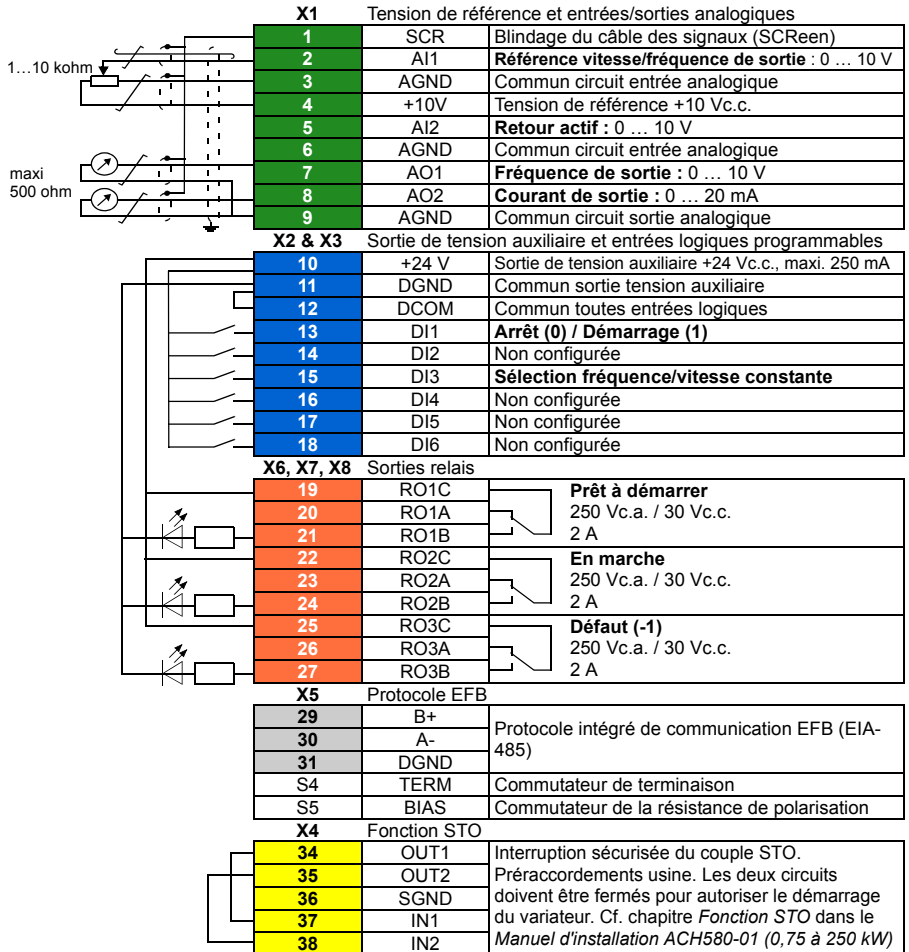 X1 Tension de référence et entrées/sorties analogiques
1 SCR Blindage du câble des signaux (SCReen)
2 AI1 Référence vitesse/fréquence de sortie : 0 … 10 V
1…10 kohm
3 AGND Commun circuit entrée analogique
4 +10V Tension de référence +10 Vc.c.
5 AI2 Retour actif : 0 … 10 V
6 AGND Commun circuit entrée analogique
7 AO1 Fréquence de sortie : 0 … 10 V
maxi
500 ohm
8 AO2 Courant de sortie : 0 … 20 mA
9 AGND Commun circuit sortie analogique
X2 & X3 Sortie de tension auxiliaire et entrées logiques programmables
10 +24 V Sortie de tension auxiliaire +24 Vc.c., maxi. 250 mA
11 DGND Commun sortie tension auxiliaire
12 DCOM Commun toutes entrées logiques
13 DI1 Arrêt (0) / Démarrage (1)
14 DI2 Non configurée
15 DI3 Sélection fréquence/vitesse constante
16 DI4 Non configurée
17 DI5 Non configurée
18 DI6 Non configurée
X6, X7, X8 Sorties relais
19 RO1C Prêt à démarrer
20 RO1A 250 Vc.a. / 30 Vc.c.
21 RO1B 2 A
22 RO2C En marche
23 RO2A 250 Vc.a. / 30 Vc.c.
24 RO2B 2 A
25 RO3C Défaut (-1)
26 RO3A 250 Vc.a. / 30 Vc.c.
27 RO3B 2 A
X5 Protocole EFB
29 B+ Protocole intégré de communication EFB (EIA-
30 A- 485)
31 DGND
S4 TERM Commutateur de terminaison
S5 BIAS Commutateur de la résistance de polarisation
X4 Fonction STO
34 OUT1 Interruption sécurisée du couple STO.
35 OUT2 Préraccordements usine. Les deux circuits
36 SGND doivent être fermés pour autoriser le démarrage
37 IN1 du variateur. Cf. chapitre Fonction STO dans le
38 IN2 Manuel d'installation ACH580-01 (0,75 à 250 kW)